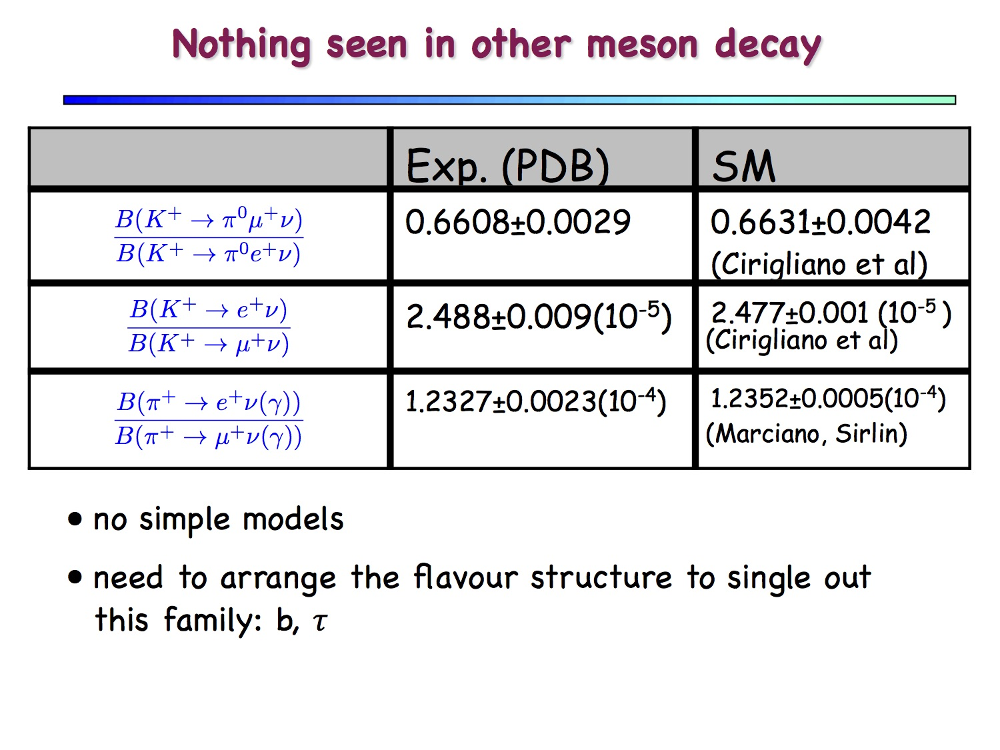 Nothing seen in other meson decay
Exp. (PDB) SM
B(K⁺ → π⁰μ⁺ν)
B(K⁺ → π⁰e⁺ν)
0.6608±0.0029
0.6631±0.0042
(Cirigliano et al)
B(K⁺ → e⁺ν)
B(K⁺ → μ⁺ν)
2.488±0.009(10⁻⁵)
2.477±0.001 (10⁻⁵ )
(Cirigliano et al)
B(π⁺ → e⁺ν(γ))
B(π⁺ → μ⁺ν(γ))
1.2327±0.0023(10⁻⁴)
1.2352±0.0005(10⁻⁴)
(Marciano, Sirlin)
• no simple models
• need to arrange the flavour structure to single out
this family: b, τ